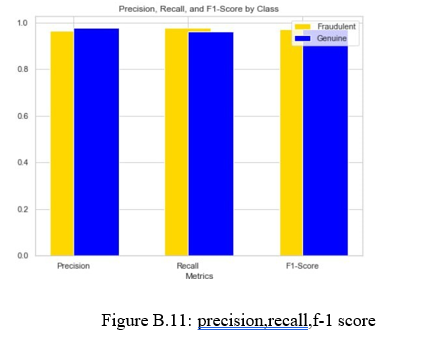 Precision, Recall, and F1-Score by Class
Fraudulent
Genuine
1.0
0.8
0.6
0.4
0.2
0.0
Precision Recall F1-Score
Metrics
Figure B.11: precision,recall,f-1 score